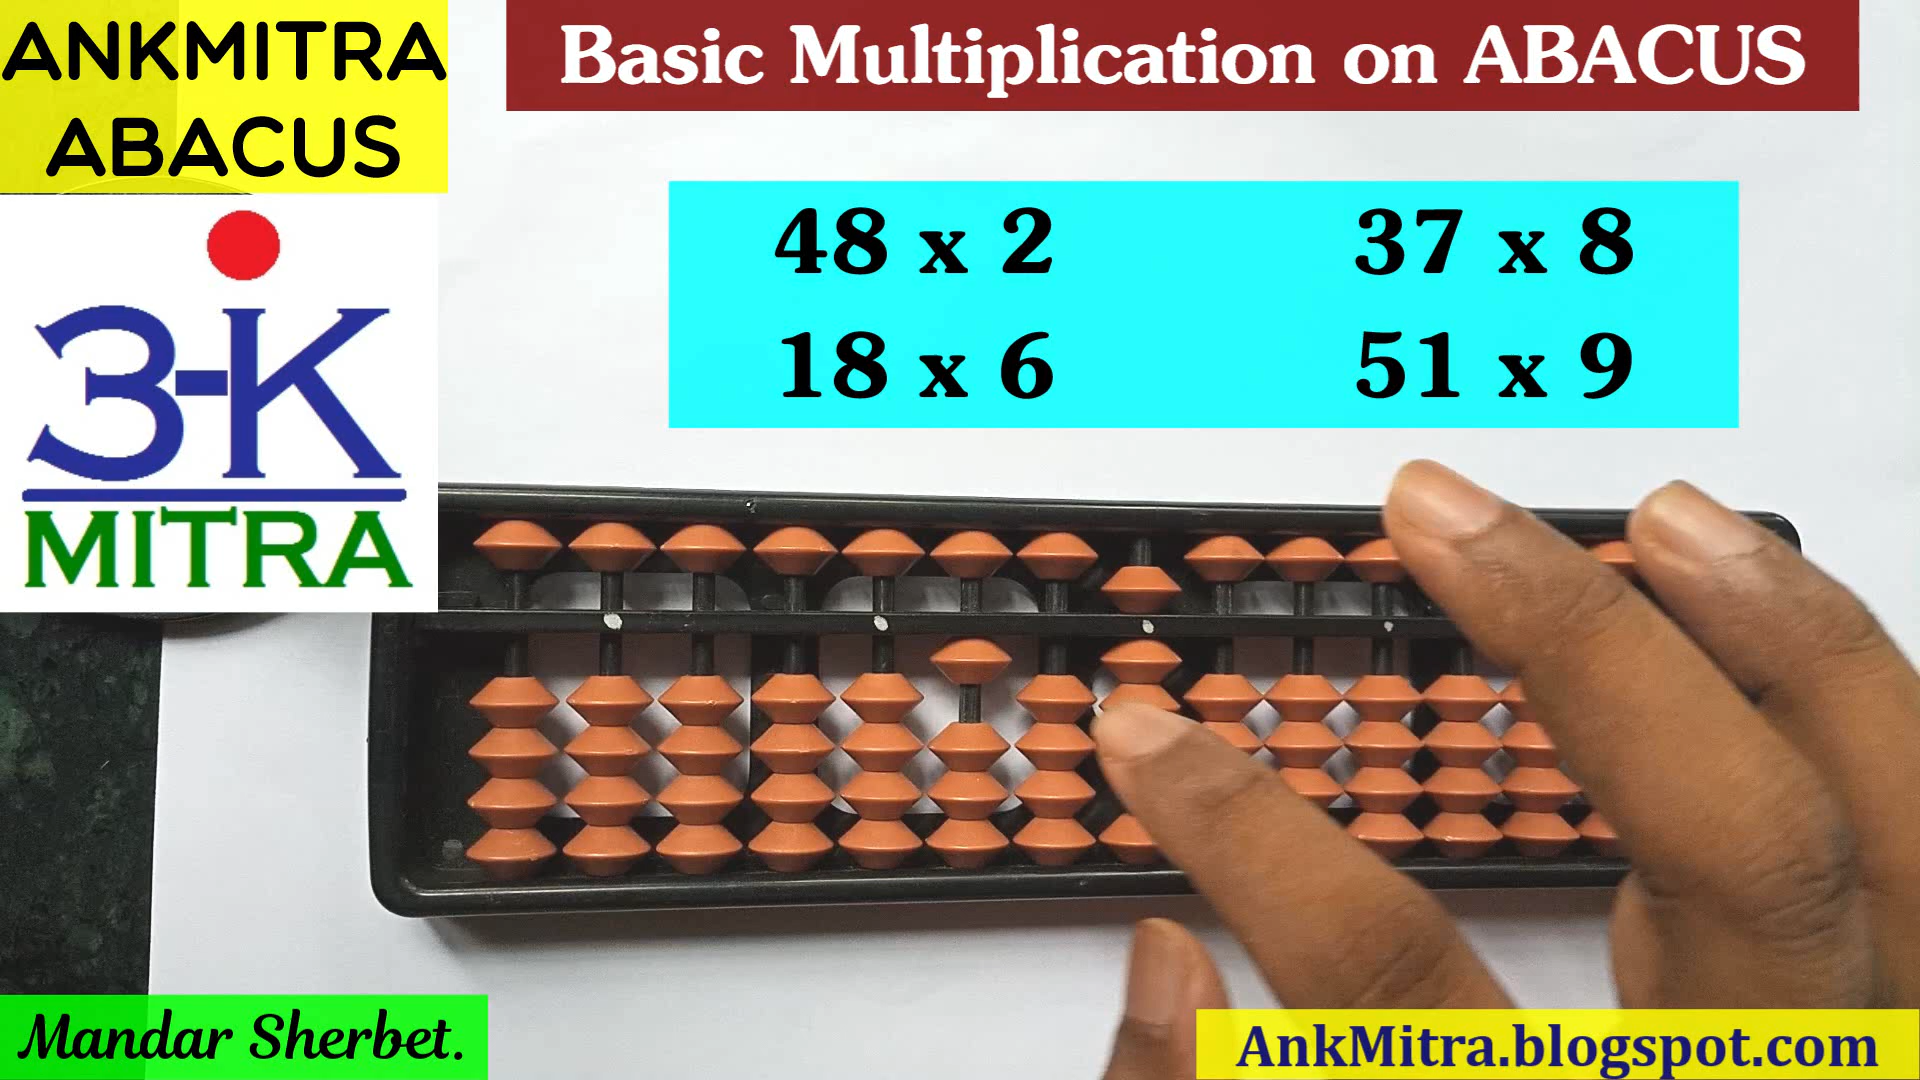 ANKMITRA
ABACUS
Basic Multiplication on ABACUS
48 x 2
37 x 8
18 x 6
51 x 9
3-K
MITRA
Mandar Sherbet.
AnkMitra.blogspot.com